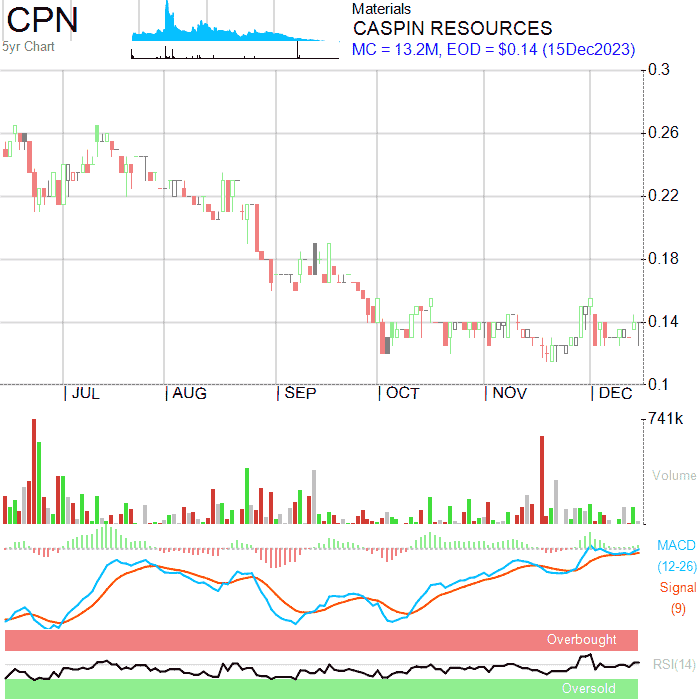 CPN
5yr Chart
Materials
CASPIN RESOURCES
MC = 13.2M, EOD = $0.14 (15Dec2023)
0.3
0.26
0.22
0.18
0.14
0.1
JUL AUG SEP OCT NOV DEC
741k
Volume
MACD
(12-26)
Signal
(9)
Overbought
RSI(14)
Oversold